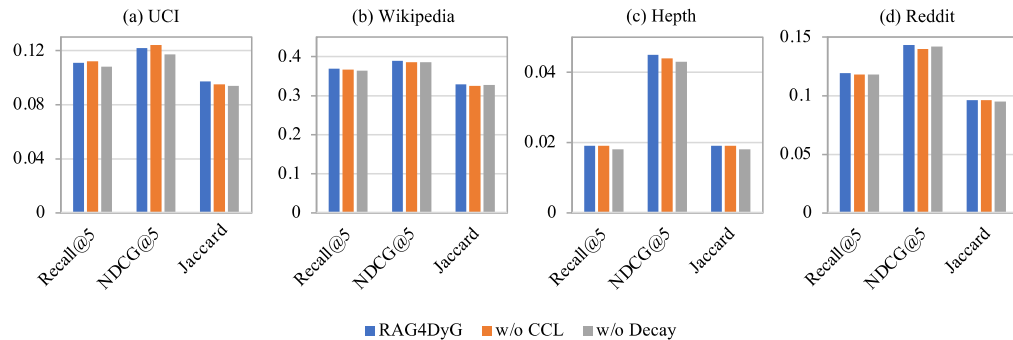 (a) UCI
0.12
0.08
0.04
0
Recall@5
NDCG@5
Jaccard
(b) Wikipedia
0.4
0.3
0.2
0.1
0
Recall@5
NDCG@5
Jaccard
(c) Hepth
0.04
0.02
0
Recall@5
NDCG@5
Jaccard
(d) Reddit
0.15
0.1
0.05
0
Recall@5
NDCG@5
Jaccard
RAG4DyG w/o CCL w/o Decay